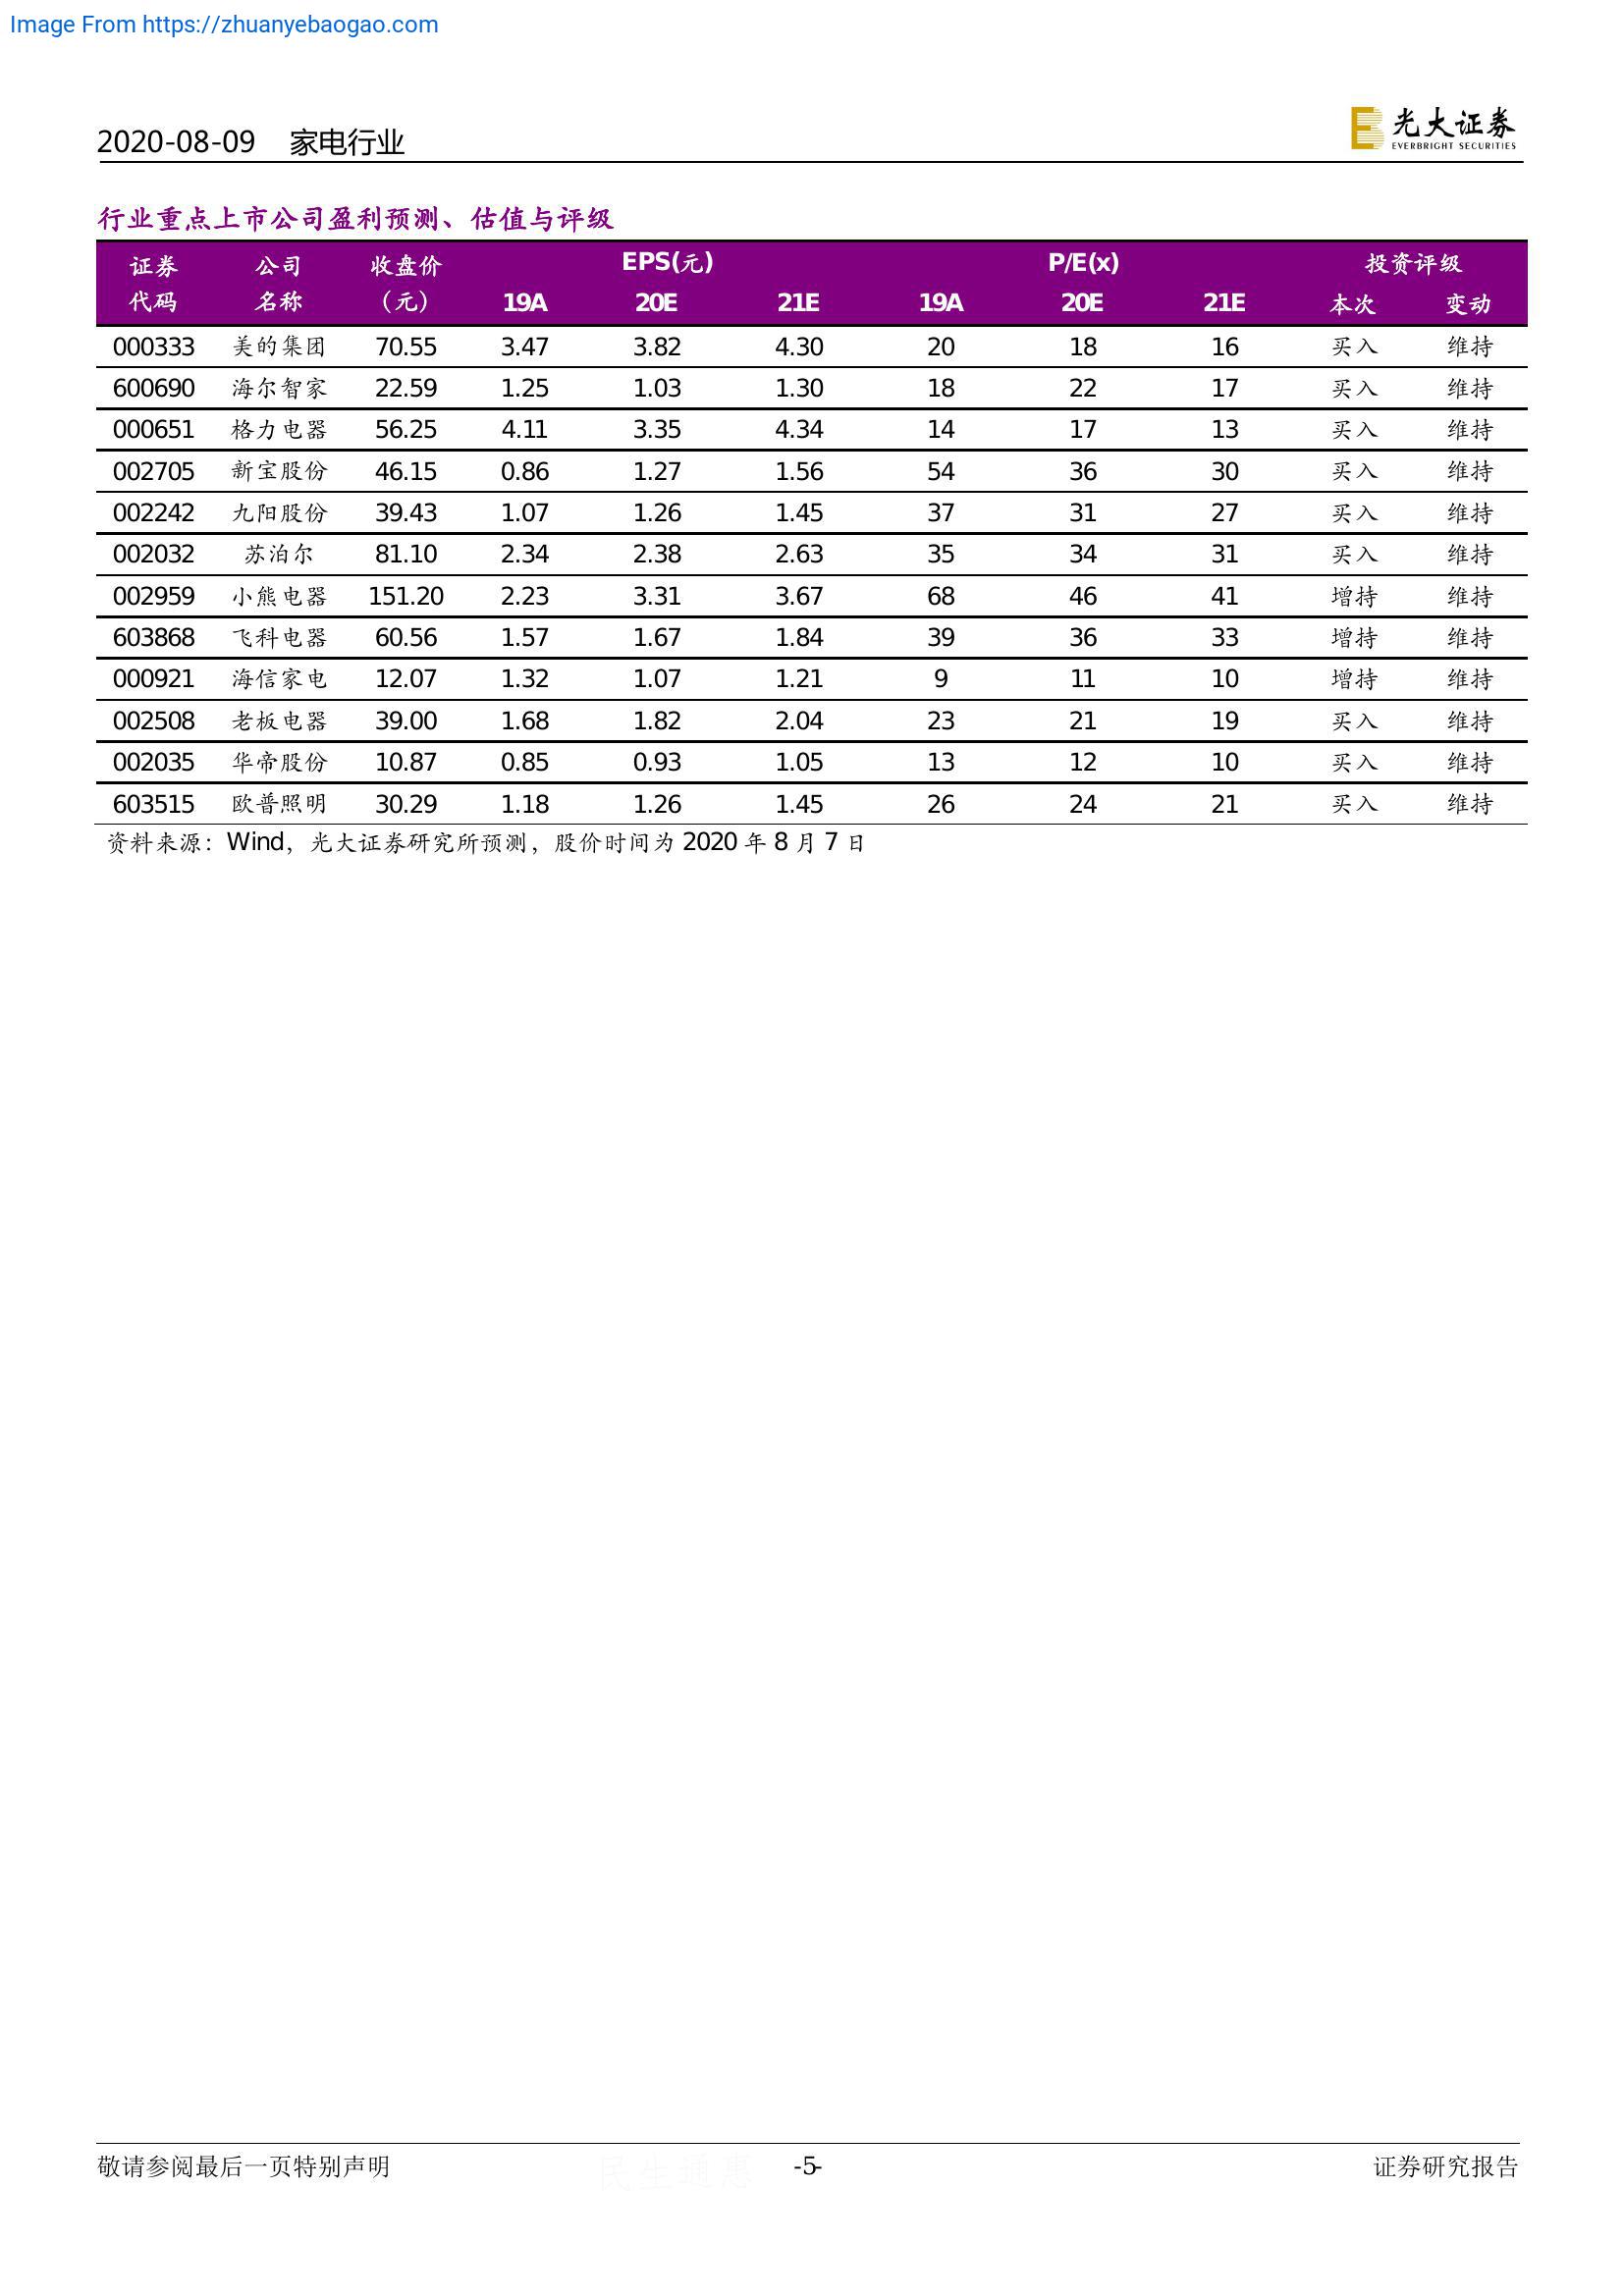 Image From https://zhuanyebaogao.com
2020-08-09 家电行业
光大证券
EVERBRIGHT SECURITIES
行业重点上市公司盈利预测、估值与评级
证券 公司 收盘价 EPS(元) P/E(x) 投资评级
代码 名称 （元） 19A 20E 21E 19A 20E 21E 本次 变动
000333 美的集团 70.55 3.47 3.82 4.30 20 18 16 买入 维持
600690 海尔智家 22.59 1.25 1.03 1.30 18 22 17 买入 维持
000651 格力电器 56.25 4.11 3.35 4.34 14 17 13 买入 维持
002705 新宝股份 46.15 0.86 1.27 1.56 54 36 30 买入 维持
002242 九阳股份 39.43 1.07 1.26 1.45 37 31 27 买入 维持
002032 苏泊尔 81.10 2.34 2.38 2.63 35 34 31 买入 维持
002959 小熊电器 151.20 2.23 3.31 3.67 68 46 41 增持 维持
603868 飞科电器 60.56 1.57 1.67 1.84 39 36 33 增持 维持
000921 海信家电 12.07 1.32 1.07 1.21 9 11 10 增持 维持
002508 老板电器 39.00 1.68 1.82 2.04 23 21 19 买入 维持
002035 华帝股份 10.87 0.85 0.93 1.05 13 12 10 买入 维持
603515 欧普照明 30.29 1.18 1.26 1.45 26 24 21 买入 维持
资料来源：Wind，光大证券研究所预测，股价时间为 2020 年 8 月 7 日
敬请参阅最后一页特别声明 -5- 证券研究报告